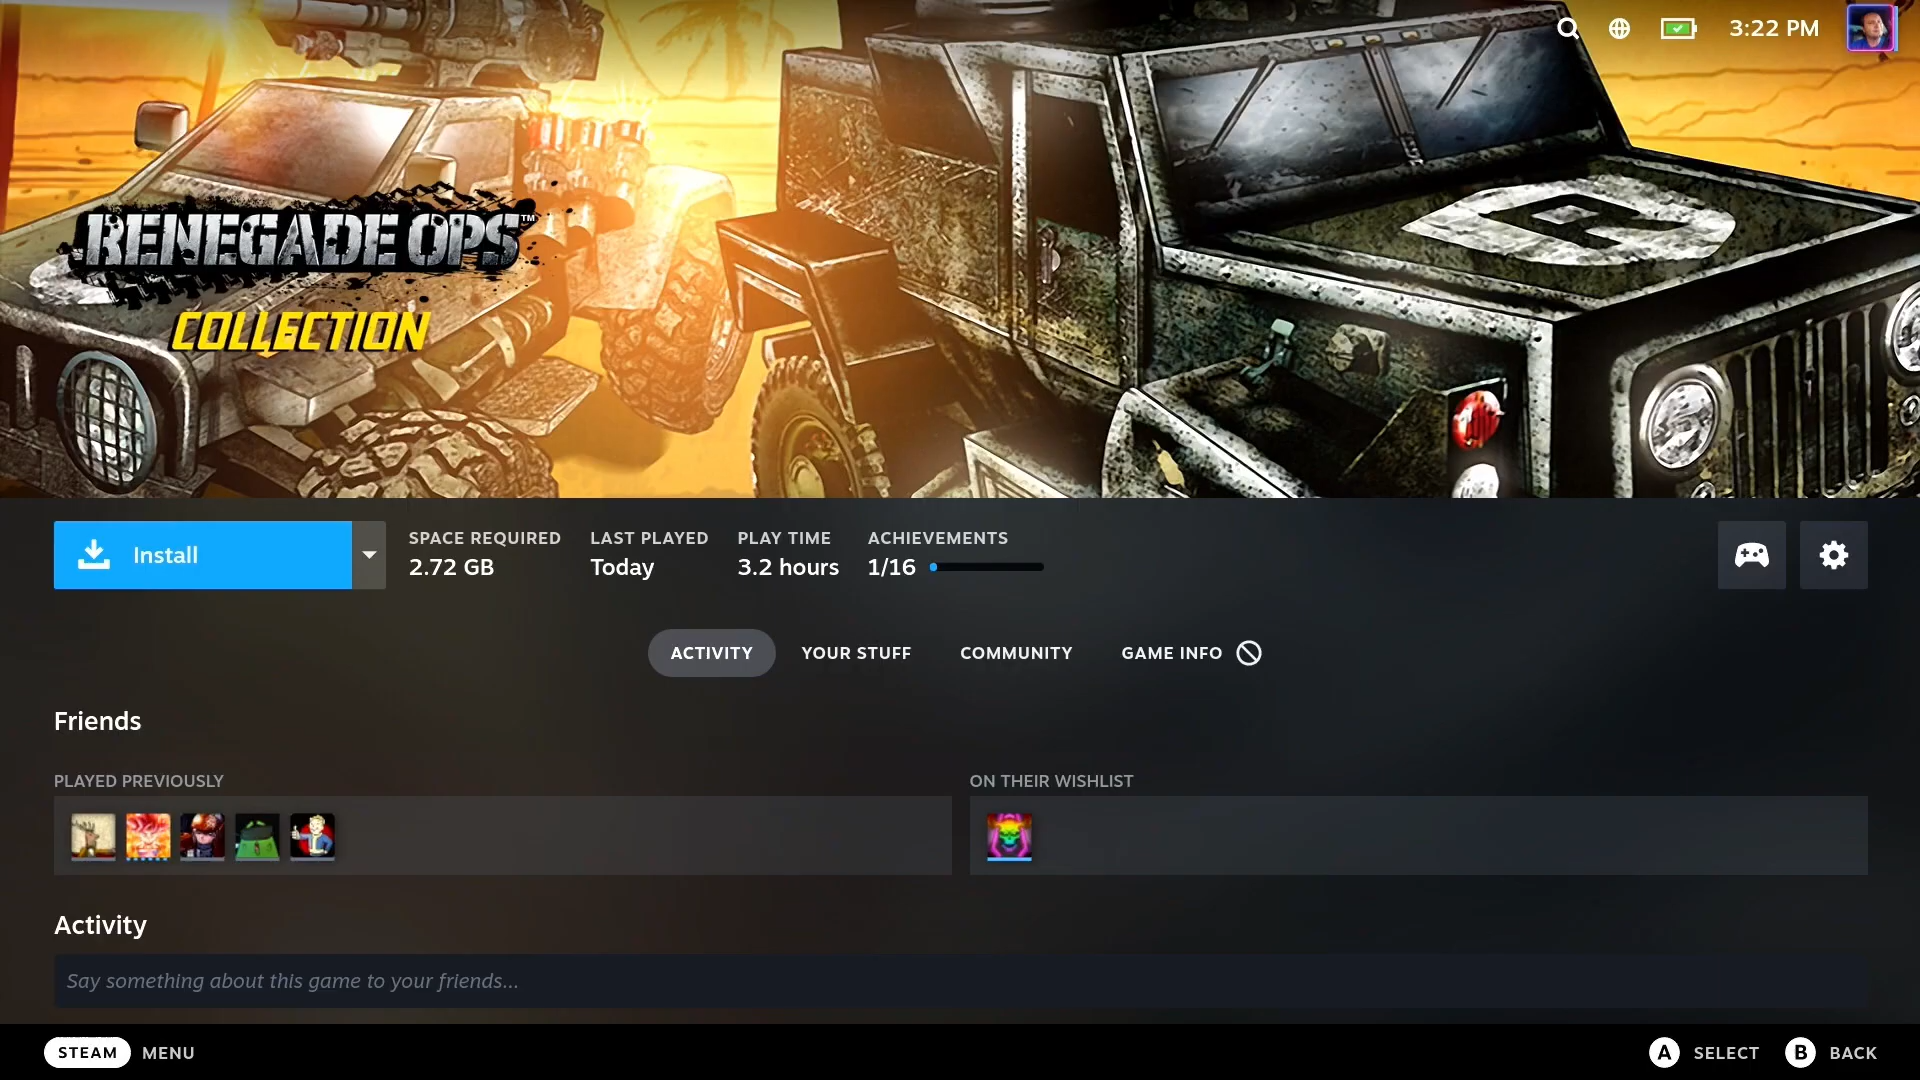 3:22 PM
RENEGADE OPS™
COLLECTION
Install
SPACE REQUIRED
2.72 GB
LAST PLAYED
Today
PLAY TIME
3.2 hours
ACHIEVEMENTS
1/16
ACTIVITY
YOUR STUFF
COMMUNITY
GAME INFO
Friends
PLAYED PREVIOUSLY
ON THEIR WISHLIST
Activity
Say something about this game to your friends...
STEAM MENU
A SELECT
B BACK